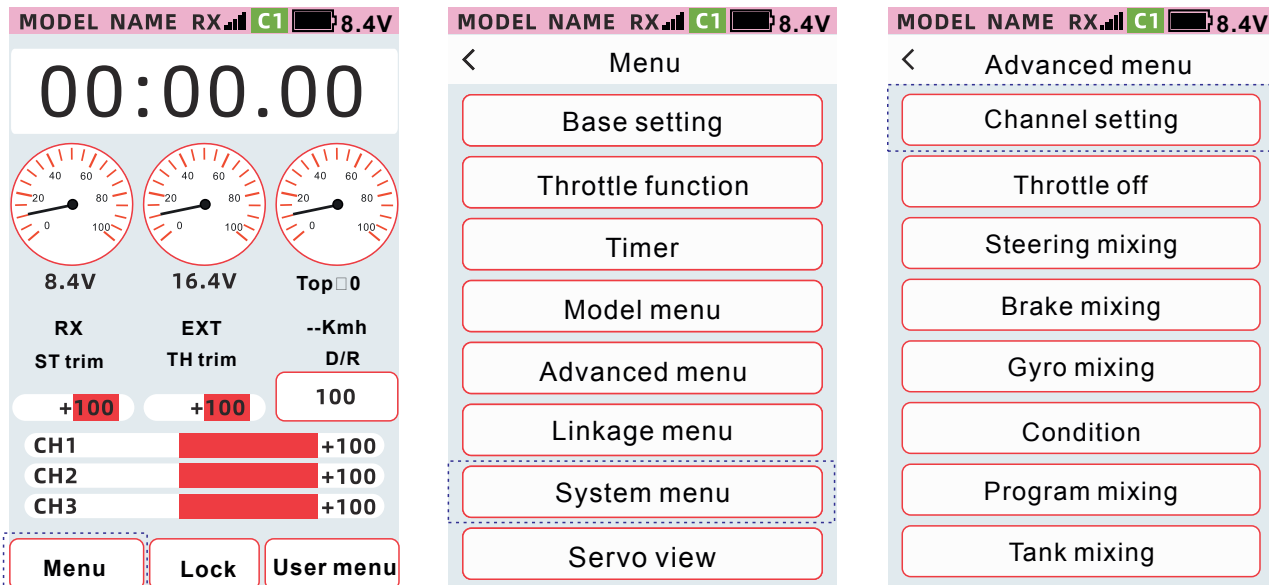 MODEL NAME RX C1 8.4V
00:00.00
0 20 40 60 80 100
0 20 40 60 80 100
0 20 40 60 80 100
8.4V 16.4V Top□0
RX EXT --Kmh
ST trim TH trim D/R
+100 +100 100
CH1 +100
CH2 +100
CH3 +100
Menu Lock User menu
MODEL NAME RX C1 8.4V
< Menu
Base setting
Throttle function
Timer
Model menu
Advanced menu
Linkage menu
System menu
Servo view
MODEL NAME RX C1 8.4V
< Advanced menu
Channel setting
Throttle off
Steering mixing
Brake mixing
Gyro mixing
Condition
Program mixing
Tank mixing